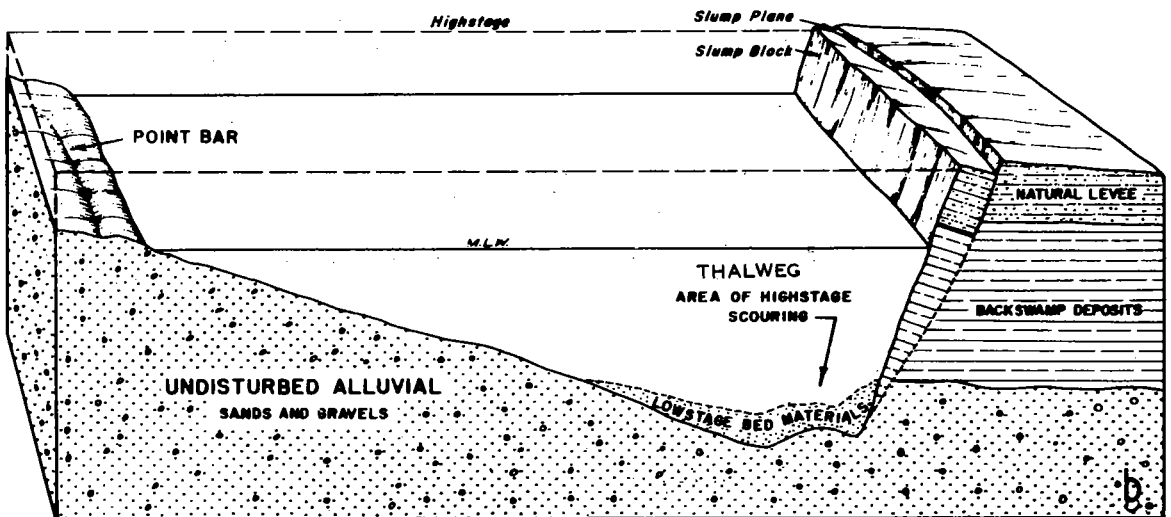 Highstage
Slump Plane
Slump Block
POINT BAR
NATURAL LEVEE
M.L.W.
THALWEG
AREA OF HIGHSTAGE
SCOURING
BACKSWAMP DEPOSITS
UNDISTURBED ALLUVIAL
SANDS AND GRAVELS
LOWSTAGE BED MATERIALS
b